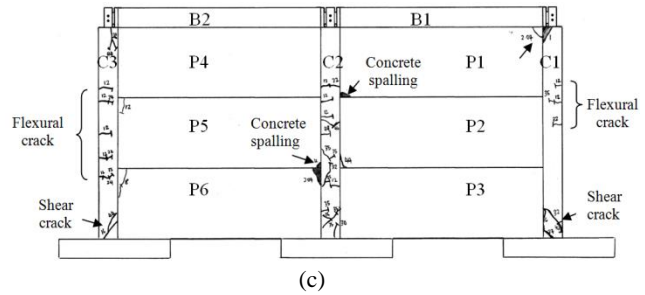 B2
B1
C3
P4
C2
P1
C1
Concrete
spalling
Flexural
crack
P5
Concrete
spalling
P2
Flexural
crack
P6
P3
Shear
crack
Shear
crack
(c)